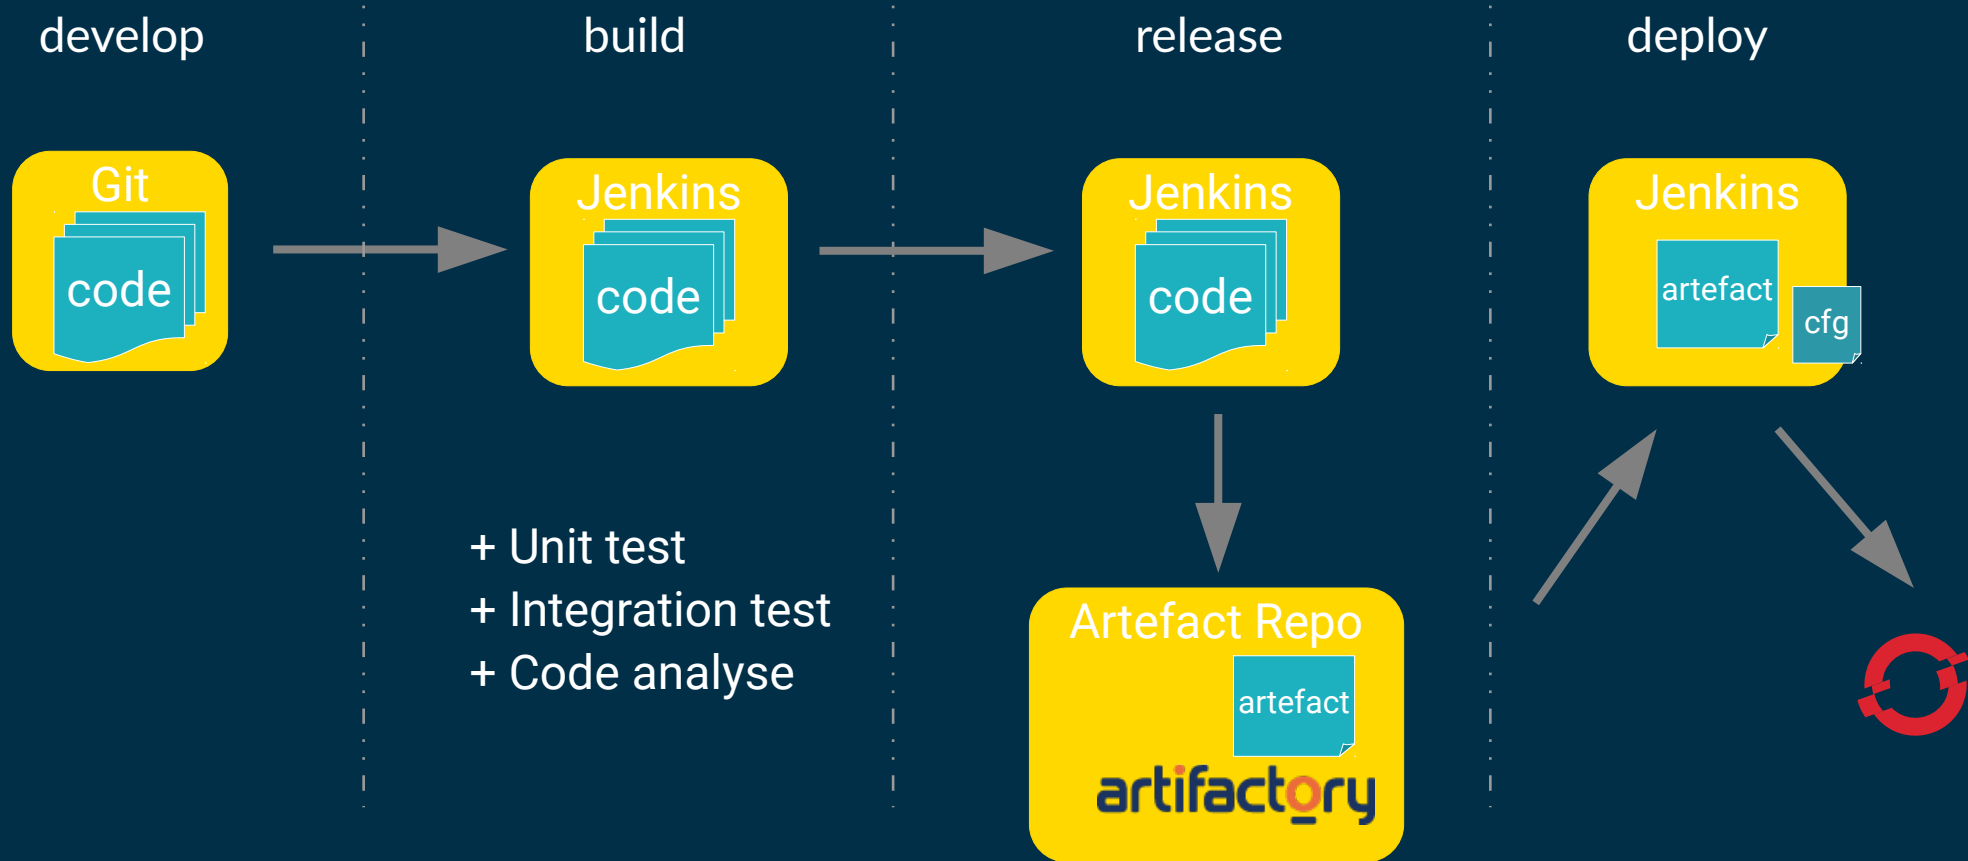 develop
build
release
deploy
Git
code
Jenkins
code
+ Unit test
+ Integration test
+ Code analyse
Jenkins
code
Artefact Repo
artefact
artifactory
Jenkins
artefact
cfg